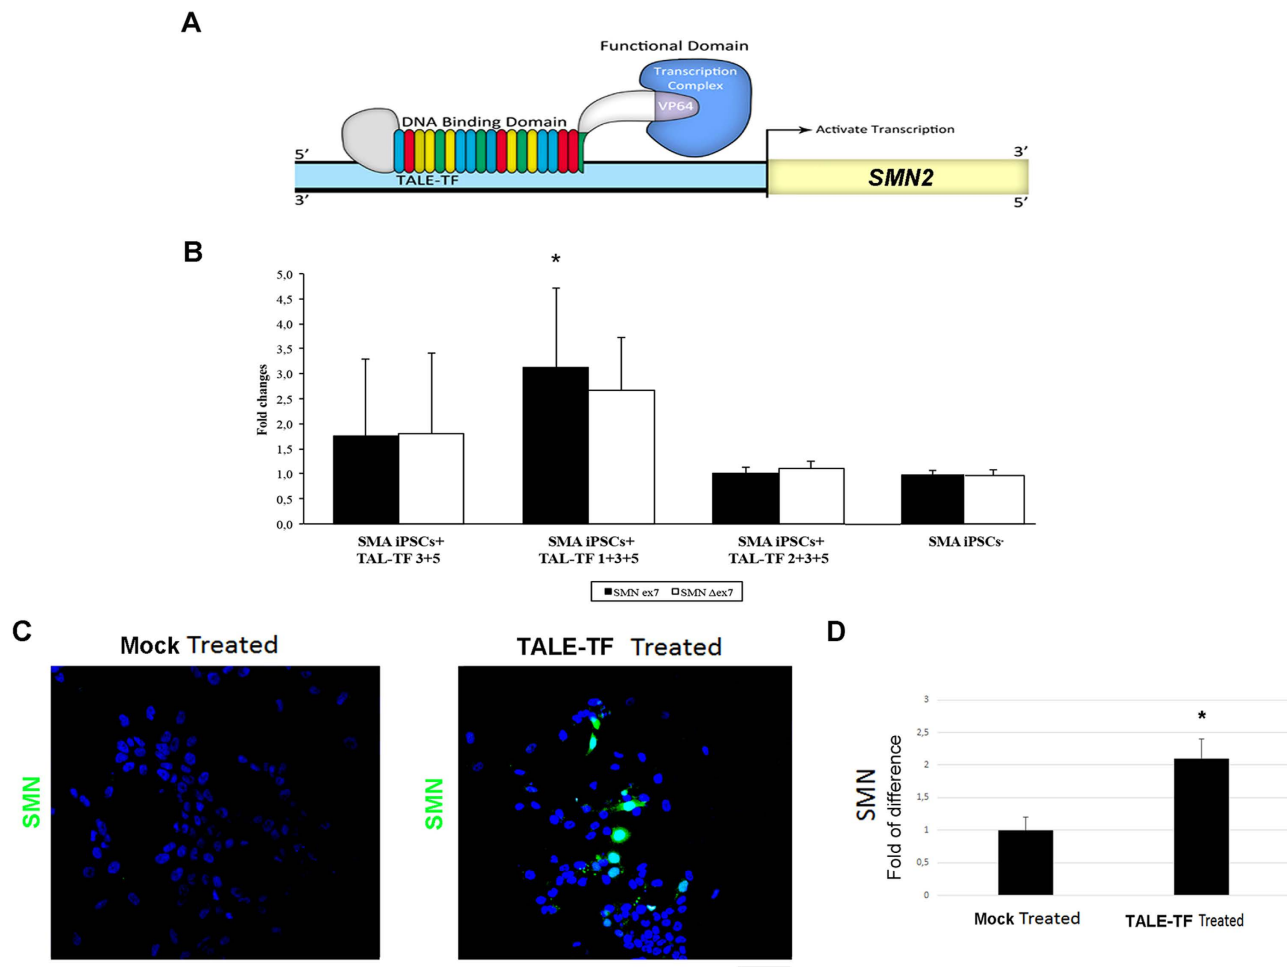 A
Functional Domain
Transcription
Complex
VP64
DNA Binding Domain
Activate Transcription
5′
3′
TALE-TF
SMN2
3′
5′
B
*
5,0
4,5
4,0
3,5
3,0
2,5
2,0
1,5
1,0
0,5
0,0
Fold changes
SMA iPSCs+
TAL-TF 3+5
SMA iPSCs+
TAL-TF 1+3+5
SMA iPSCs+
TAL-TF 2+3+5
SMA iPSCs-
SMN ex7
SMN Δex7
C
Mock Treated
TALE-TF Treated
SMN
SMN
D
3
2,5
2
1,5
1
0,5
0
*
SMN
Fold of difference
Mock Treated
TALE-TF Treated